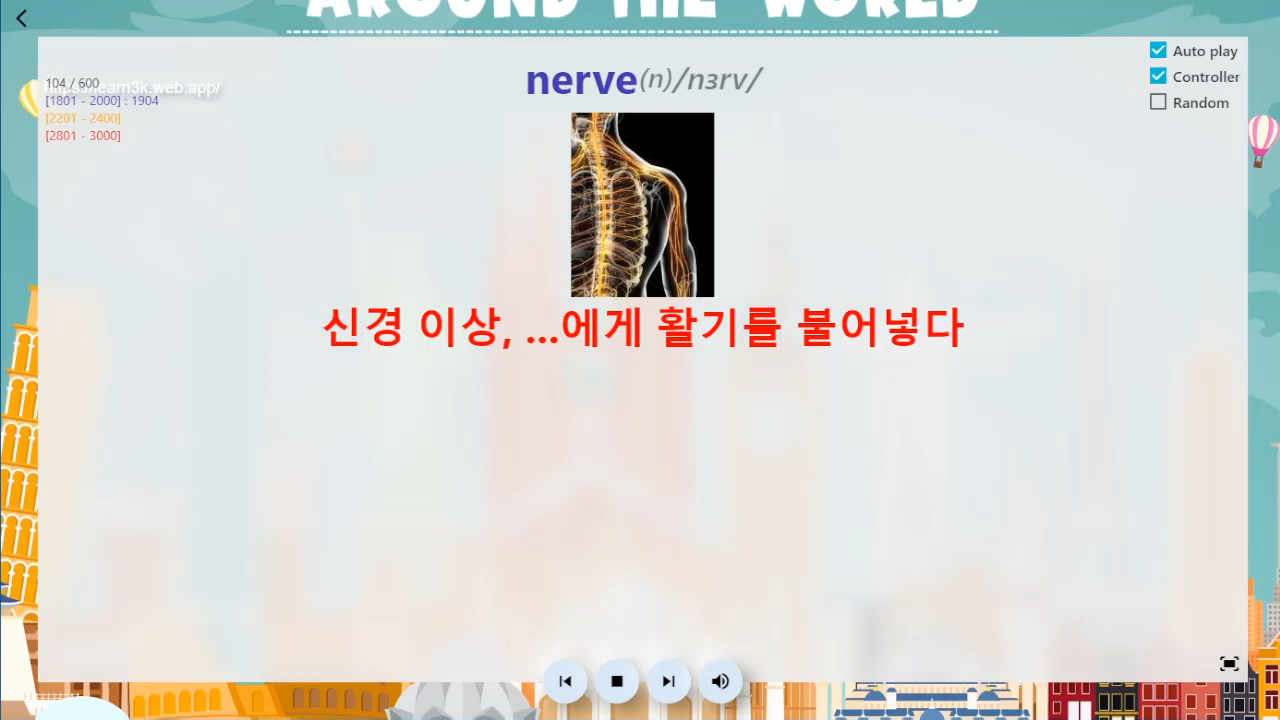 AROUND THE WORLD
Auto play
Controller
Random
104 / 600
https://learn3k.web.app/
[1801 - 2000] : 1904
[2201 - 2400]
[2801 - 3000]
nerve(n)/nɜrv/
신경 이상, ...에게 활기를 불어넣다